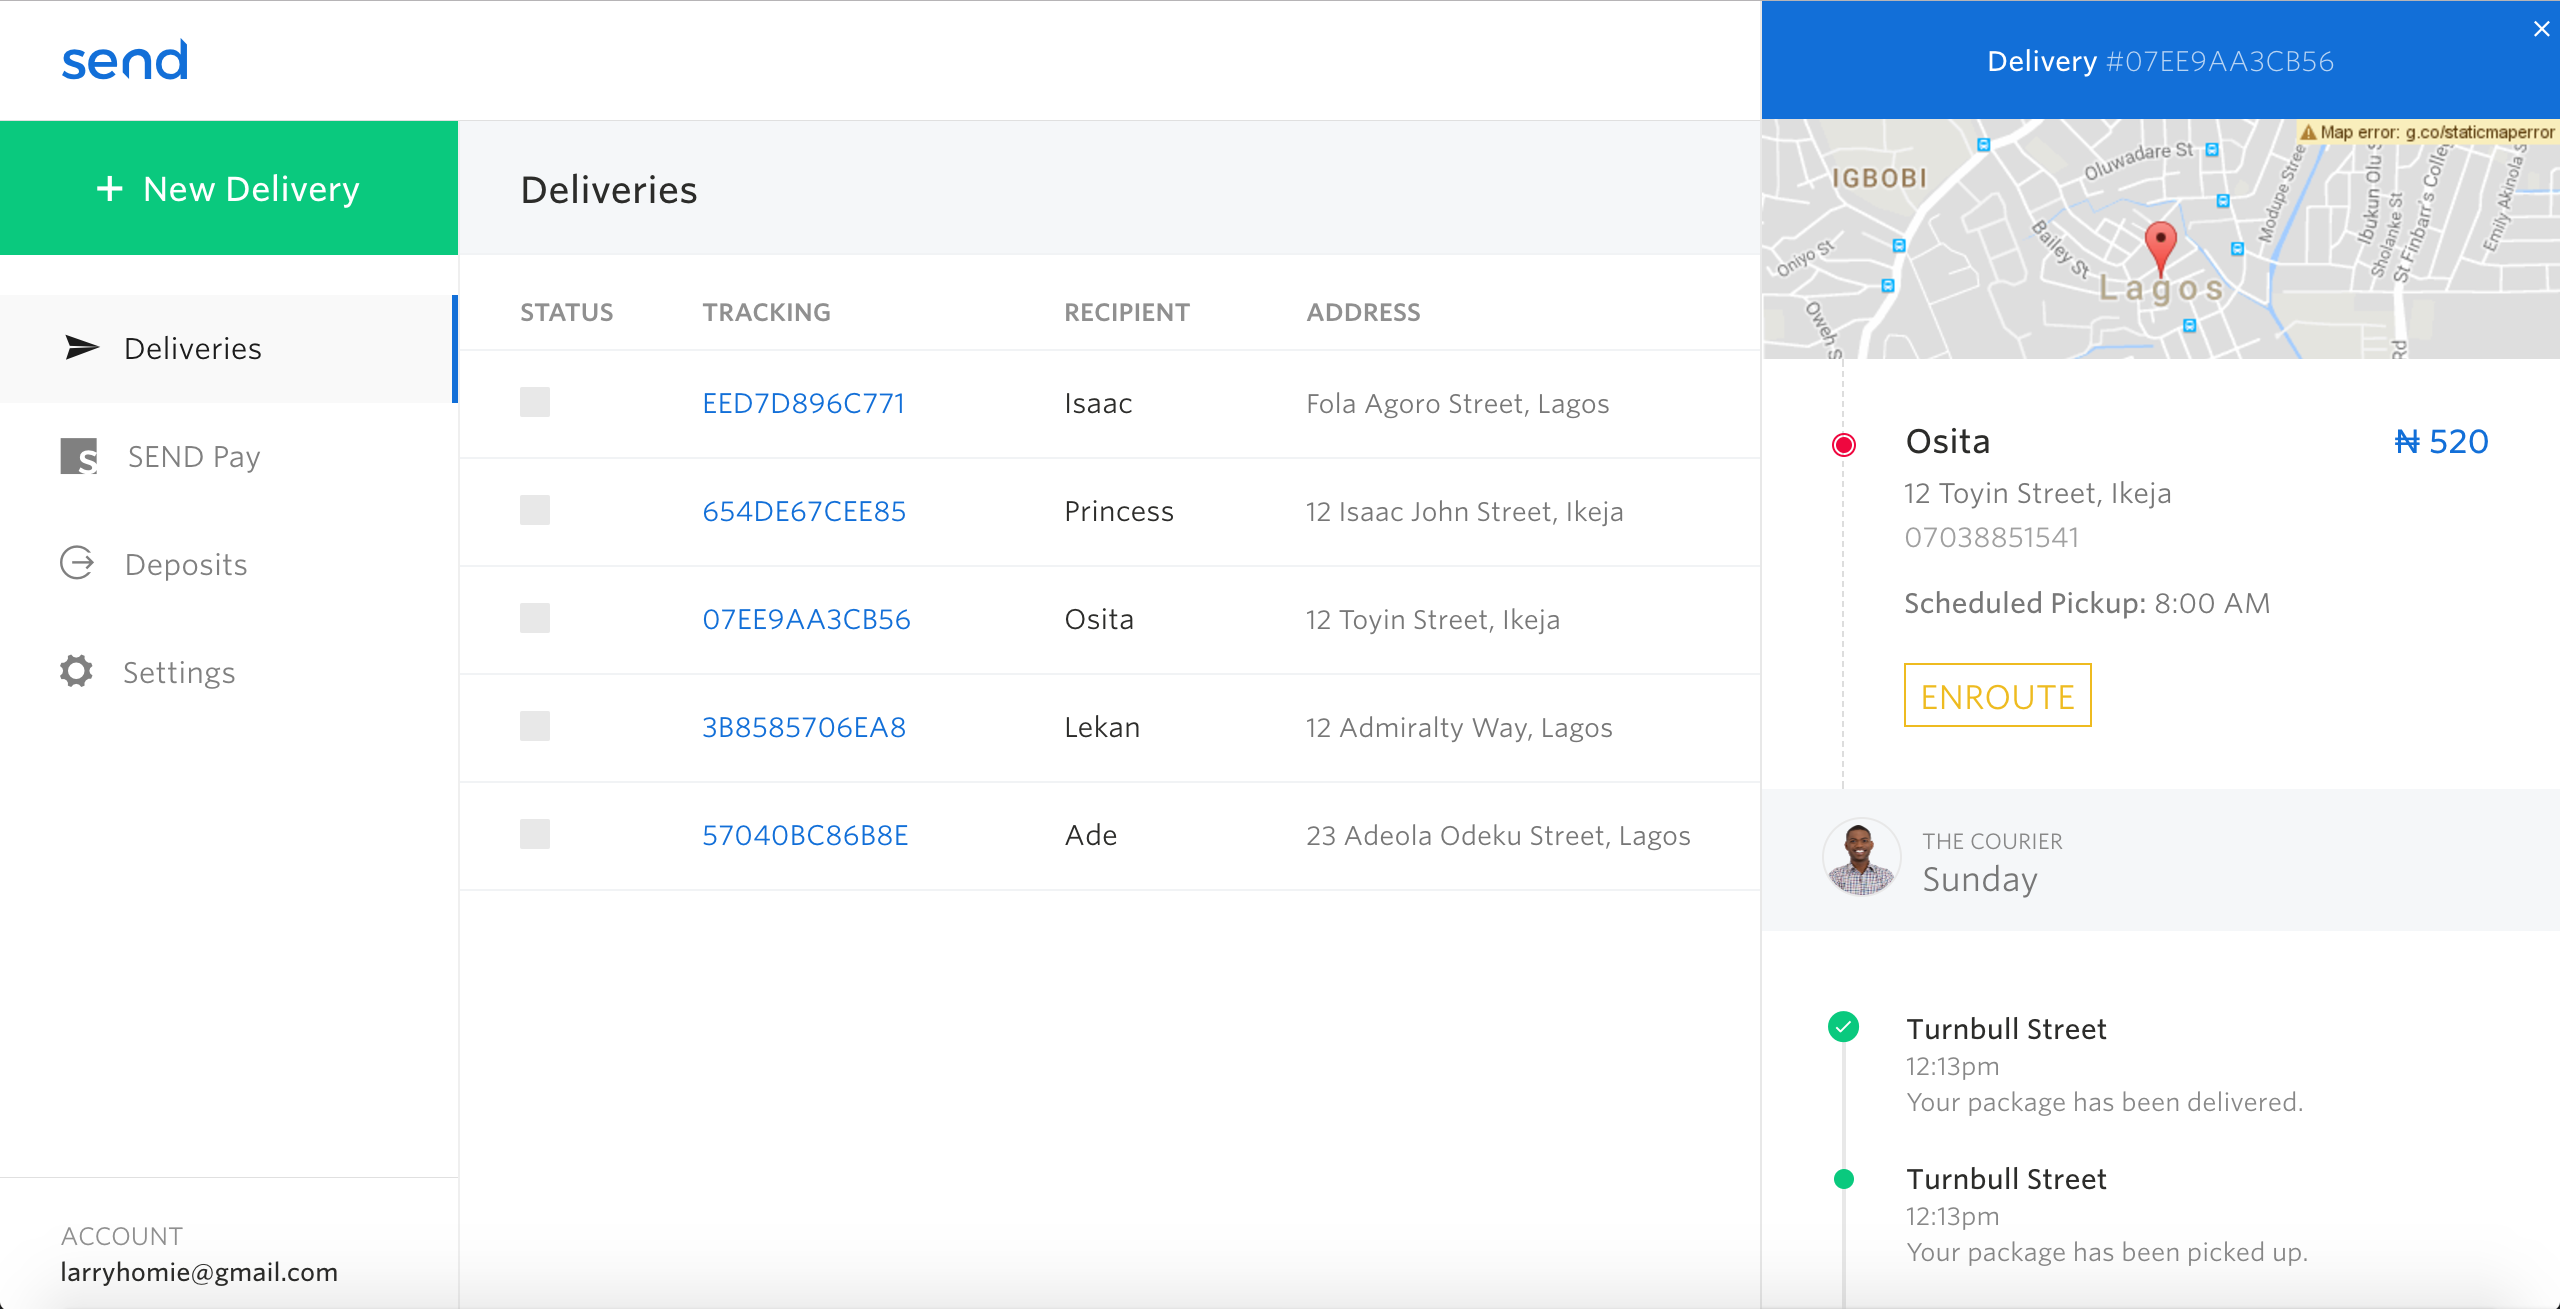 send
+ New Delivery
Deliveries
SEND Pay
Deposits
Settings
ACCOUNT
larryhomie@gmail.com
Deliveries
STATUS TRACKING RECIPIENT ADDRESS
EED7D896C771 Isaac Fola Agoro Street, Lagos
654DE67CEE85 Princess 12 Isaac John Street, Ikeja
07EE9AA3CB56 Osita 12 Toyin Street, Ikeja
3B8585706EA8 Lekan 12 Admiralty Way, Lagos
57040BC86B8E Ade 23 Adeola Odeku Street, Lagos
Delivery #07EE9AA3CB56
Map error: g.co/staticmaperror
IGBOBI
Oluwadare St
Modupe Street
Ibukun Olu S
Sholanke St
St Finbarr's College
Rd
Emily Akinola S
Bailey St
Oniyo St
Oweh S
Lagos
Osita ₦ 520
12 Toyin Street, Ikeja
07038851541
Scheduled Pickup: 8:00 AM
ENROUTE
THE COURIER
Sunday
Turnbull Street
12:13pm
Your package has been delivered.
Turnbull Street
12:13pm
Your package has been picked up.